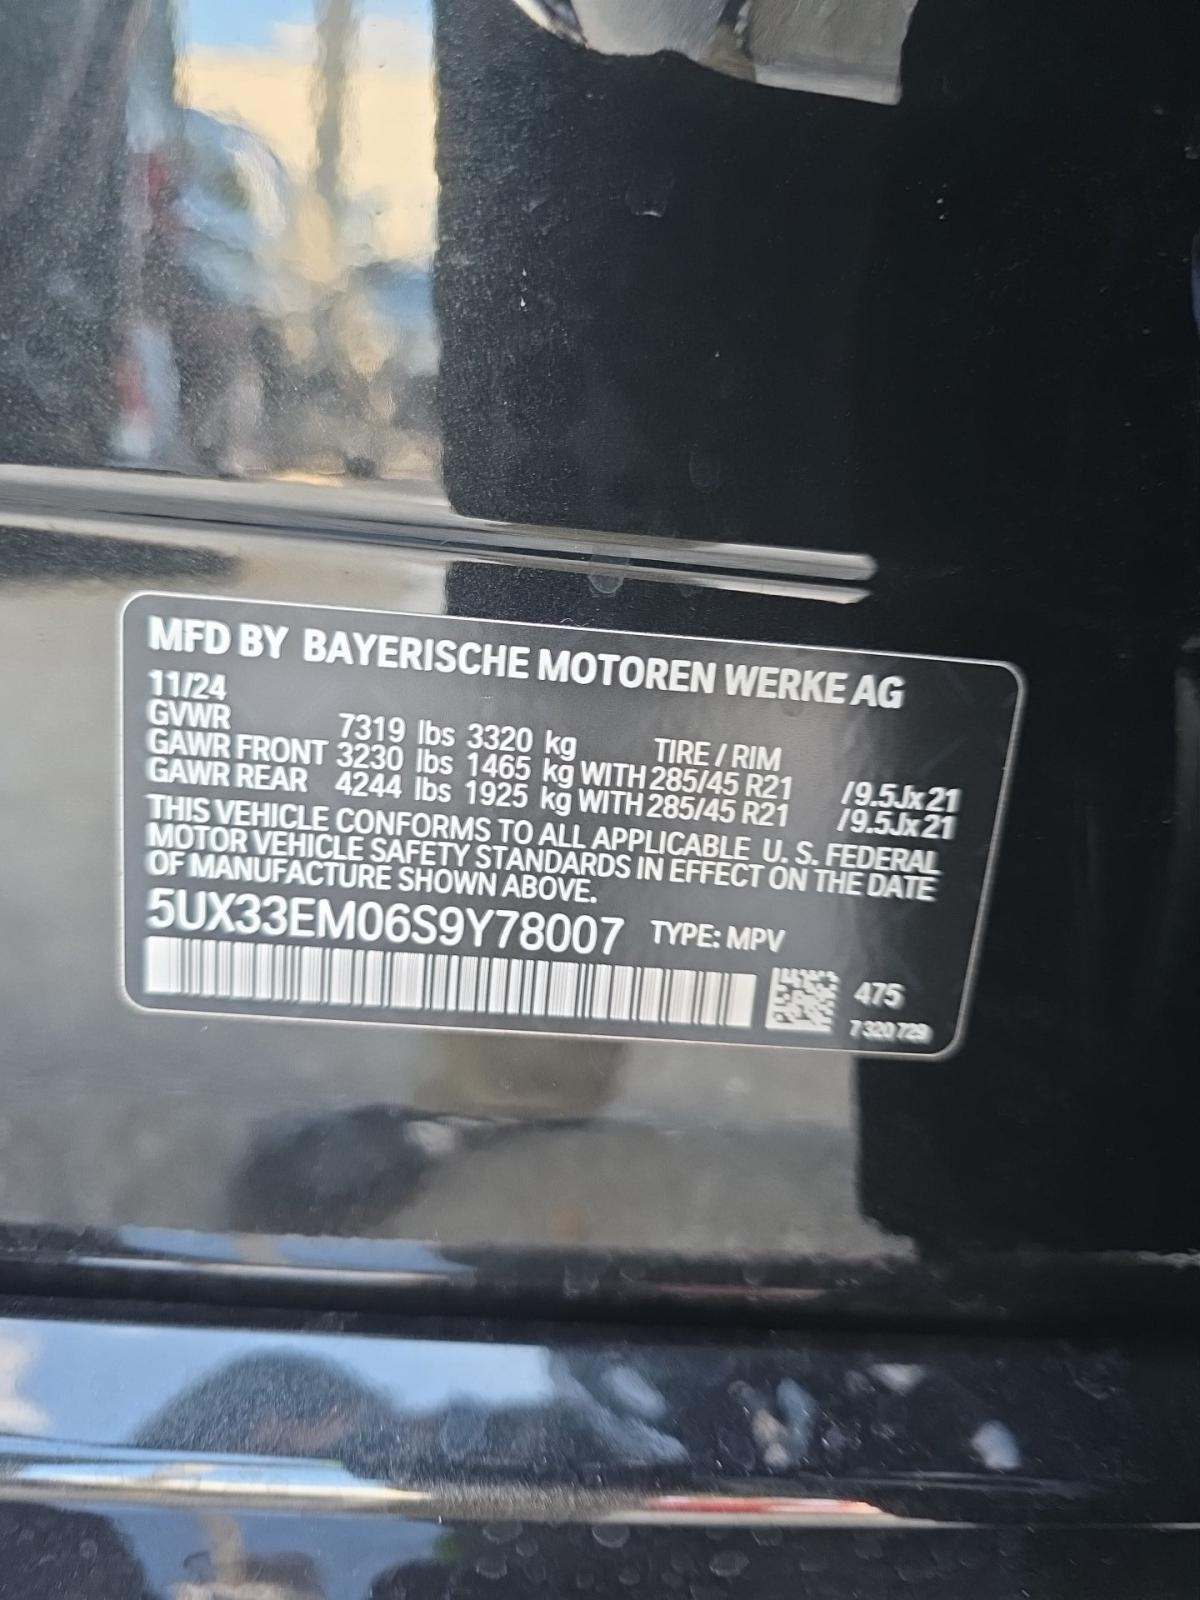 MFD BY BAYERISCHE MOTOREN WERKE AG
11/24
GVWR 7319 lbs 3320 kg TIRE / RIM
GAWR FRONT 3230 lbs 1465 kg WITH 285/45 R21 /9.5Jx21
GAWR REAR 4244 lbs 1925 kg WITH 285/45 R21 /9.5Jx21
THIS VEHICLE CONFORMS TO ALL APPLICABLE U. S. FEDERAL
MOTOR VEHICLE SAFETY STANDARDS IN EFFECT ON THE DATE
OF MANUFACTURE SHOWN ABOVE.
5UX33EM06S9Y78007 TYPE: MPV
475
7 320 729